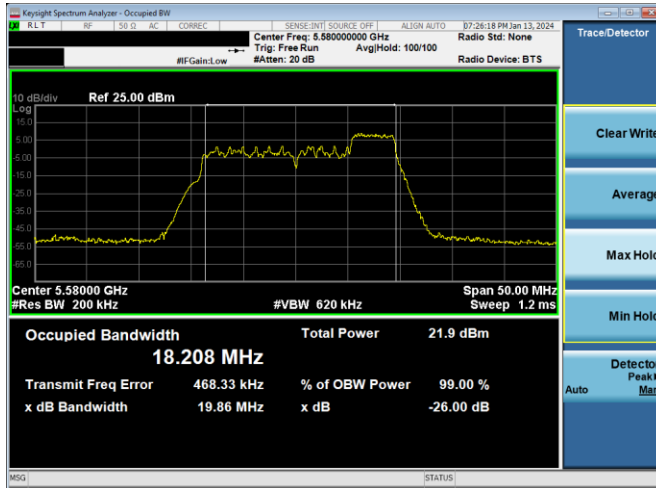 Keysight Spectrum Analyzer - Occupied BW
R L T RF 50 Ω AC CORREC SENSE:INT SOURCE OFF ALIGN AUTO 07:26:18 PM Jan 13, 2024
Center Freq: 5.580000000 GHz Radio Std: None
Trig: Free Run Avg|Hold: 100/100
#IFGain:Low #Atten: 20 dB Radio Device: BTS
Trace/Detector
10 dB/div Ref 25.00 dBm
Log
15.0
5.00
-5.00
-15.0
-25.0
-35.0
-45.0
-55.0
-65.0
Center 5.58000 GHz Span 50.00 MHz
#Res BW 200 kHz #VBW 620 kHz Sweep 1.2 ms
Occupied Bandwidth Total Power 21.9 dBm
18.208 MHz
Transmit Freq Error 468.33 kHz % of OBW Power 99.00 %
x dB Bandwidth 19.86 MHz x dB -26.00 dB
Clear Write
Average
Max Hold
Min Hold
Detector
Peak
Auto Man
MSG STATUS